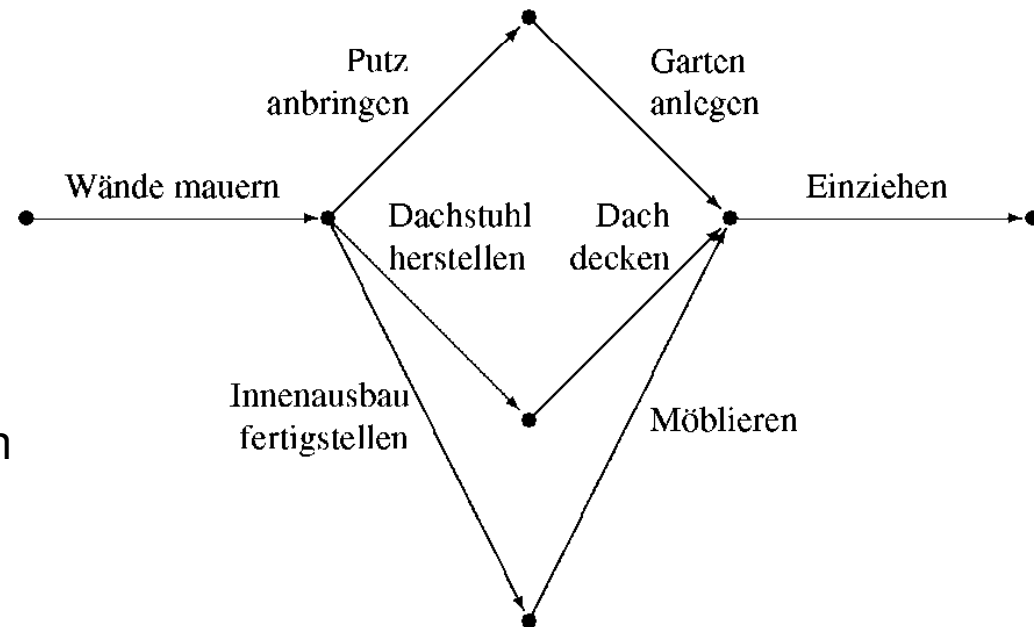 Putz
anbringen
Garten
anlegen
Wände mauern
Einziehen
Dachstuhl
herstellen
Dach
decken
Innenausbau
fertigstellen
Möblieren
n